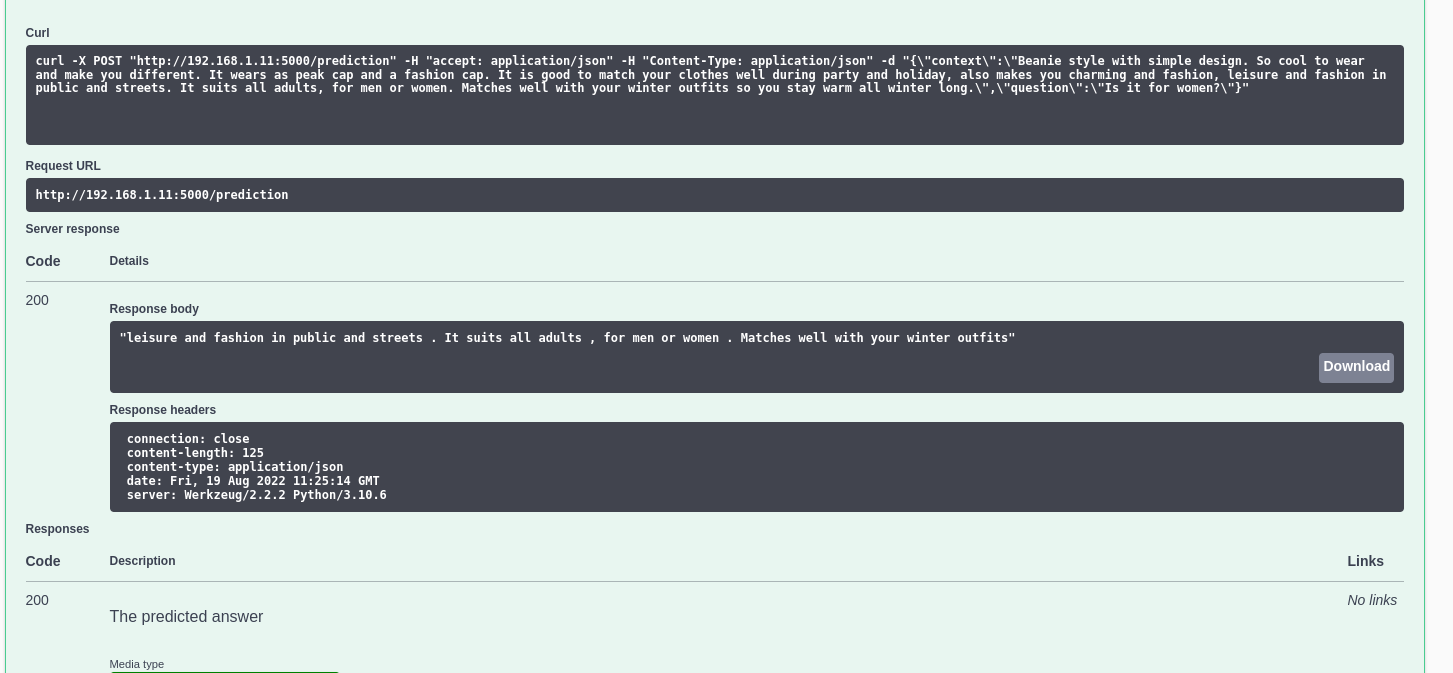 Curl
curl -X POST "http://192.168.1.11:5000/prediction" -H "accept: application/json" -H "Content-Type: application/json" -d "{\"context\":\"Beanie style with simple design. So cool to wear
and make you different. It wears as peak cap and a fashion cap. It is good to match your clothes well during party and holiday, also makes you charming and fashion, leisure and fashion in
public and streets. It suits all adults, for men or women. Matches well with your winter outfits so you stay warm all winter long.\",\"question\":\"Is it for women?\"}"
Request URL
http://192.168.1.11:5000/prediction
Server response
Code Details
200
Response body
"leisure and fashion in public and streets . It suits all adults , for men or women . Matches well with your winter outfits"
Download
Response headers
connection: close
content-length: 125
content-type: application/json
date: Fri, 19 Aug 2022 11:25:14 GMT
server: Werkzeug/2.2.2 Python/3.10.6
Responses
Code Description Links
200 No links
The predicted answer
Media type